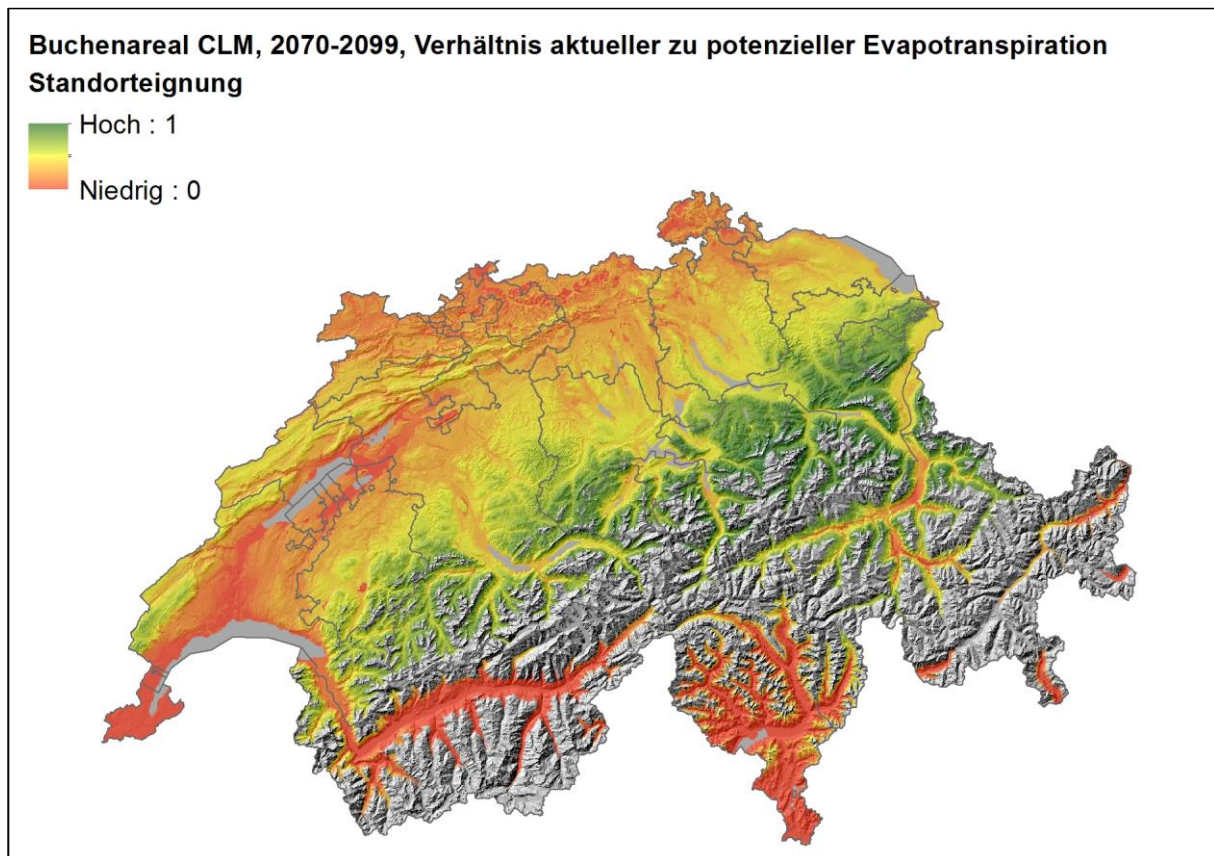 Buchenareal CLM, 2070-2099, Verhältnis aktueller zu potenzieller Evapotranspiration
Standorteignung
Hoch : 1
Niedrig : 0